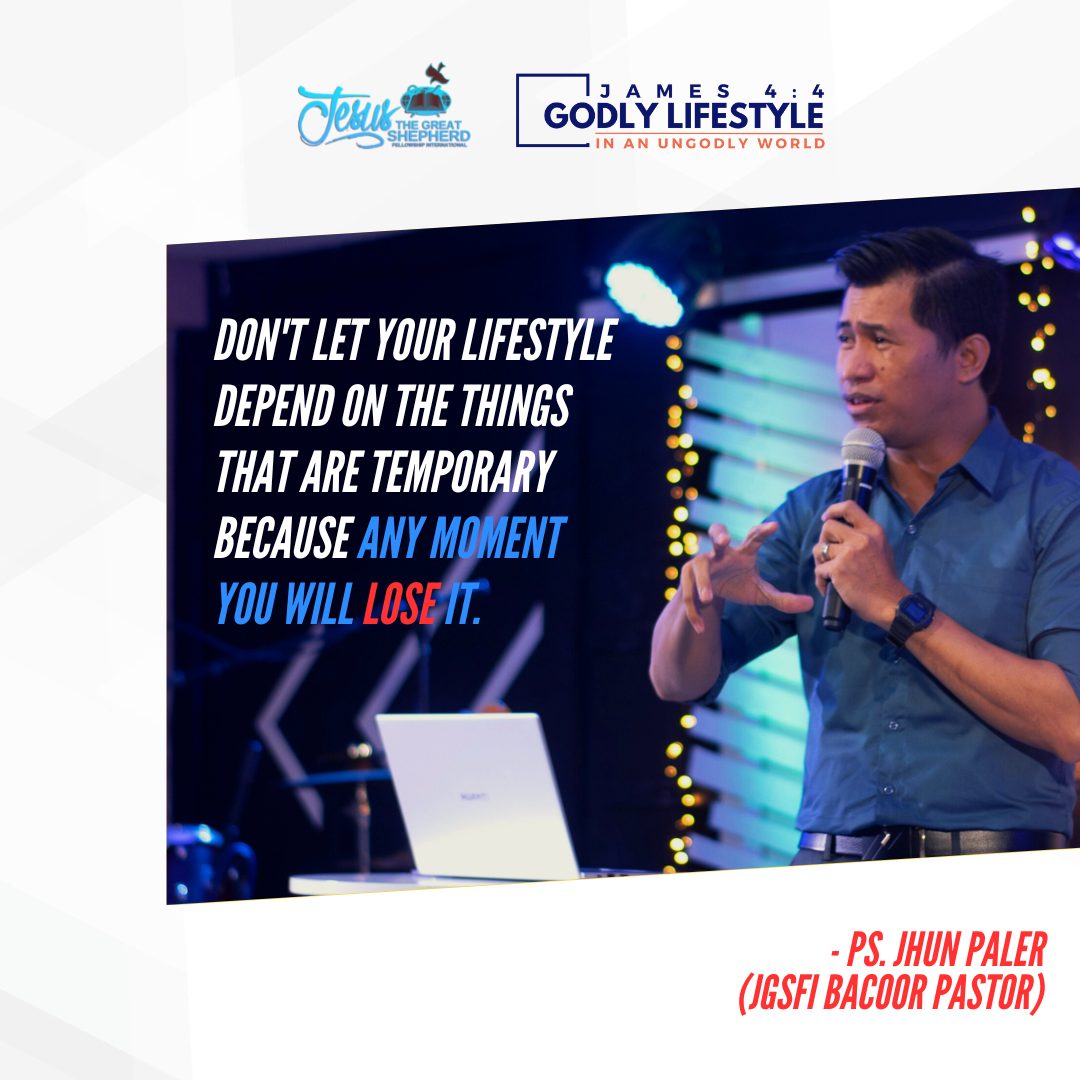 Jesus
THE GREAT
SHEPHERD
FELLOWSHIP INTERNATIONAL
JAMES 4:4
GODLY LIFESTYLE
IN AN UNGODLY WORLD
DON'T LET YOUR LIFESTYLE
DEPEND ON THE THINGS
THAT ARE TEMPORARY
BECAUSE ANY MOMENT
YOU WILL LOSE IT.
HUAWEI
- PS. JHUN PALER
(JGSFI BACOOR PASTOR)